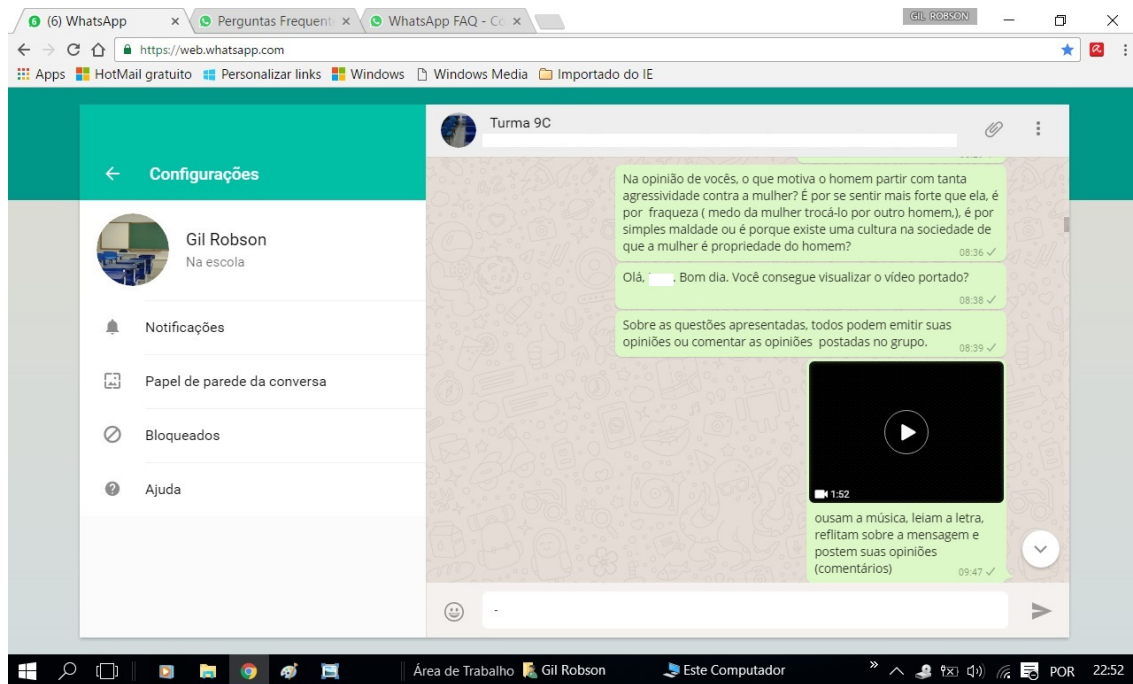 (6) WhatsApp
Perguntas Frequent
WhatsApp FAQ - Co
GIL ROBSON
https://web.whatsapp.com
Apps HotMail gratuito Personalizar links Windows Windows Media Importado do IE
Configurações
Gil Robson
Na escola
Notificações
Papel de parede da conversa
Bloqueados
Ajuda
Turma 9C
Na opinião de vocês, o que motiva o homem partir com tanta
agressividade contra a mulher? É por se sentir mais forte que ela, é
por fraqueza ( medo da mulher trocá-lo por outro homem,), é por
simples maldade ou é porque existe uma cultura na sociedade de
que a mulher é propriedade do homem?
08:36
Olá, . Bom dia. Você consegue visualizar o vídeo portado?
08:38
Sobre as questões apresentadas, todos podem emitir suas
opiniões ou comentar as opiniões postadas no grupo.
08:39
1:52
ousam a música, leiam a letra,
reflitam sobre a mensagem e
postem suas opiniões
(comentários)
09:47
-
Área de Trabalho Gil Robson Este Computador » POR 22:52